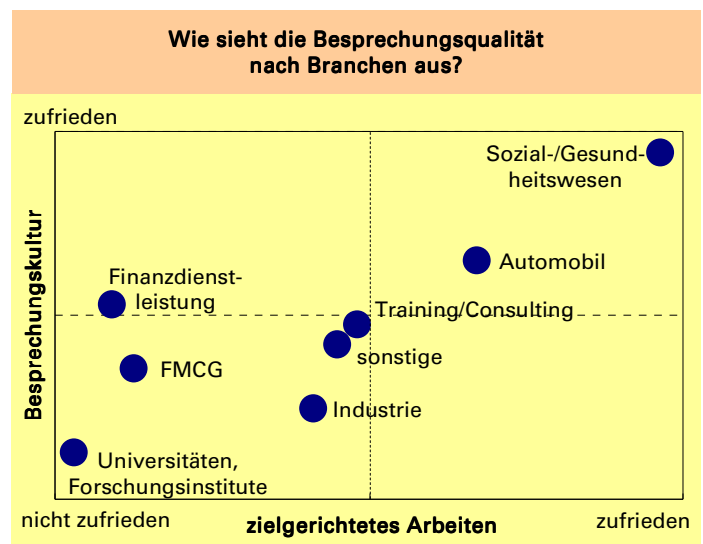 Wie sieht die Besprechungsqualität
nach Branchen aus?
zufrieden
Sozial-/Gesund-
heitswesen
Automobil
Finanzdienst-
leistung
Training/Consulting
sonstige
FMCG
Industrie
Universitäten,
Forschungsinstitute
Besprechungskultur
nicht zufrieden
zielgerichtetes Arbeiten
zufrieden